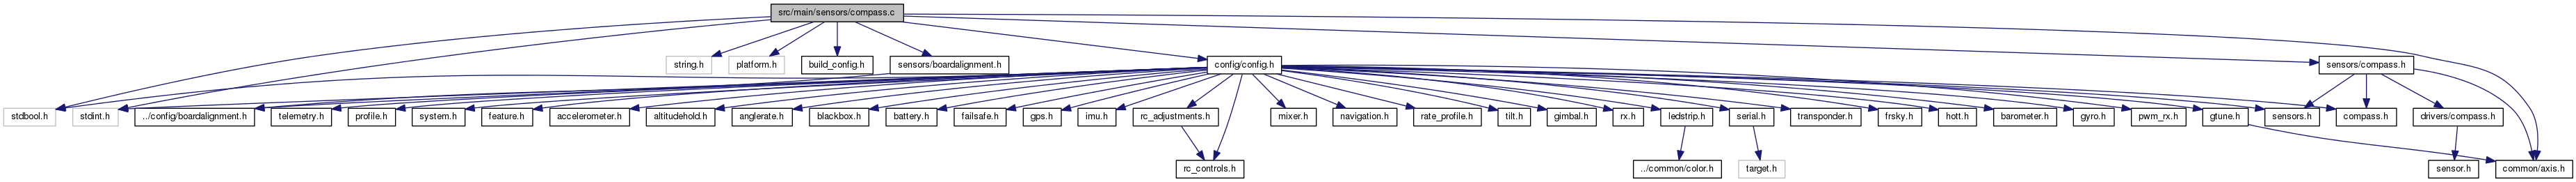 src/main/sensors/compass.c
string.h
platform.h
build_config.h
sensors/boardalignment.h
config/config.h
sensors/compass.h
stdbool.h
stdint.h
../config/boardalignment.h
telemetry.h
profile.h
system.h
feature.h
accelerometer.h
altitudehold.h
anglerate.h
blackbox.h
battery.h
failsafe.h
gps.h
imu.h
rc_adjustments.h
mixer.h
navigation.h
rate_profile.h
tilt.h
gimbal.h
rx.h
ledstrip.h
serial.h
transponder.h
frsky.h
hott.h
barometer.h
gyro.h
pwm_rx.h
gtune.h
sensors.h
compass.h
drivers/compass.h
rc_controls.h
../common/color.h
target.h
sensor.h
common/axis.h